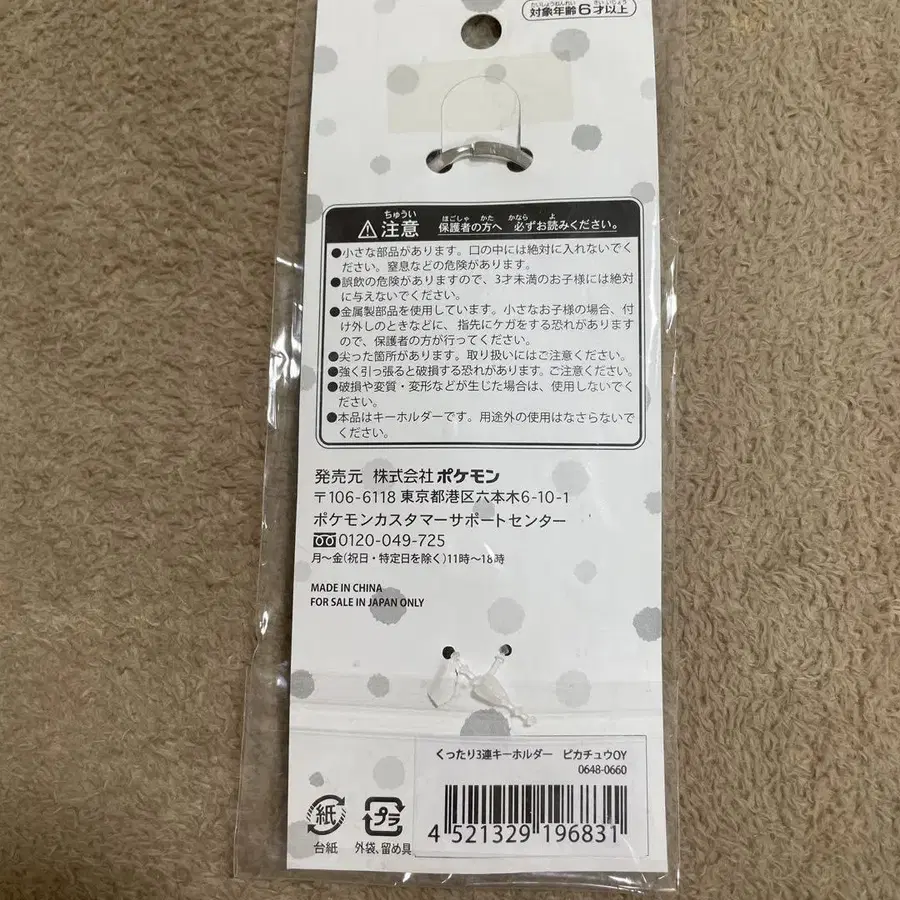 対象年齢6才以上
⚠注意 保護者の方へ 必ずお読みください。
●小さな部品があります。口の中には絶対に入れないでく
ださい。窒息などの危険があります。
●誤飲の危険がありますので、3才未満のお子様には絶対
に与えないでください。
●金属製部品を使用しています。小さなお子様の場合、付
け外しのときなどに、指先にケガをする恐れがあります
ので、保護者の方が行ってください。
●尖った箇所があります。取り扱いにはご注意ください。
●強く引っ張ると破損する恐れがあります。ご注意ください。
●破損や変質・変形などが生じた場合は、使用しないでくだ
さい。
●本品はキーホルダーです。用途外の使用はなさらないで
ください。
発売元 株式会社ポケモン
〒106-6118 東京都港区六本木6-10-1
ポケモンカスタマーサポートセンター
0120-049-725
月～金(祝日・特定日を除く)11時～18時
MADE IN CHINA
FOR SALE IN JAPAN ONLY
くったり3連キーホルダー ピカチュウOY
0648-0660
4 521329 196831
紙 プラ
台紙 外袋、留め具